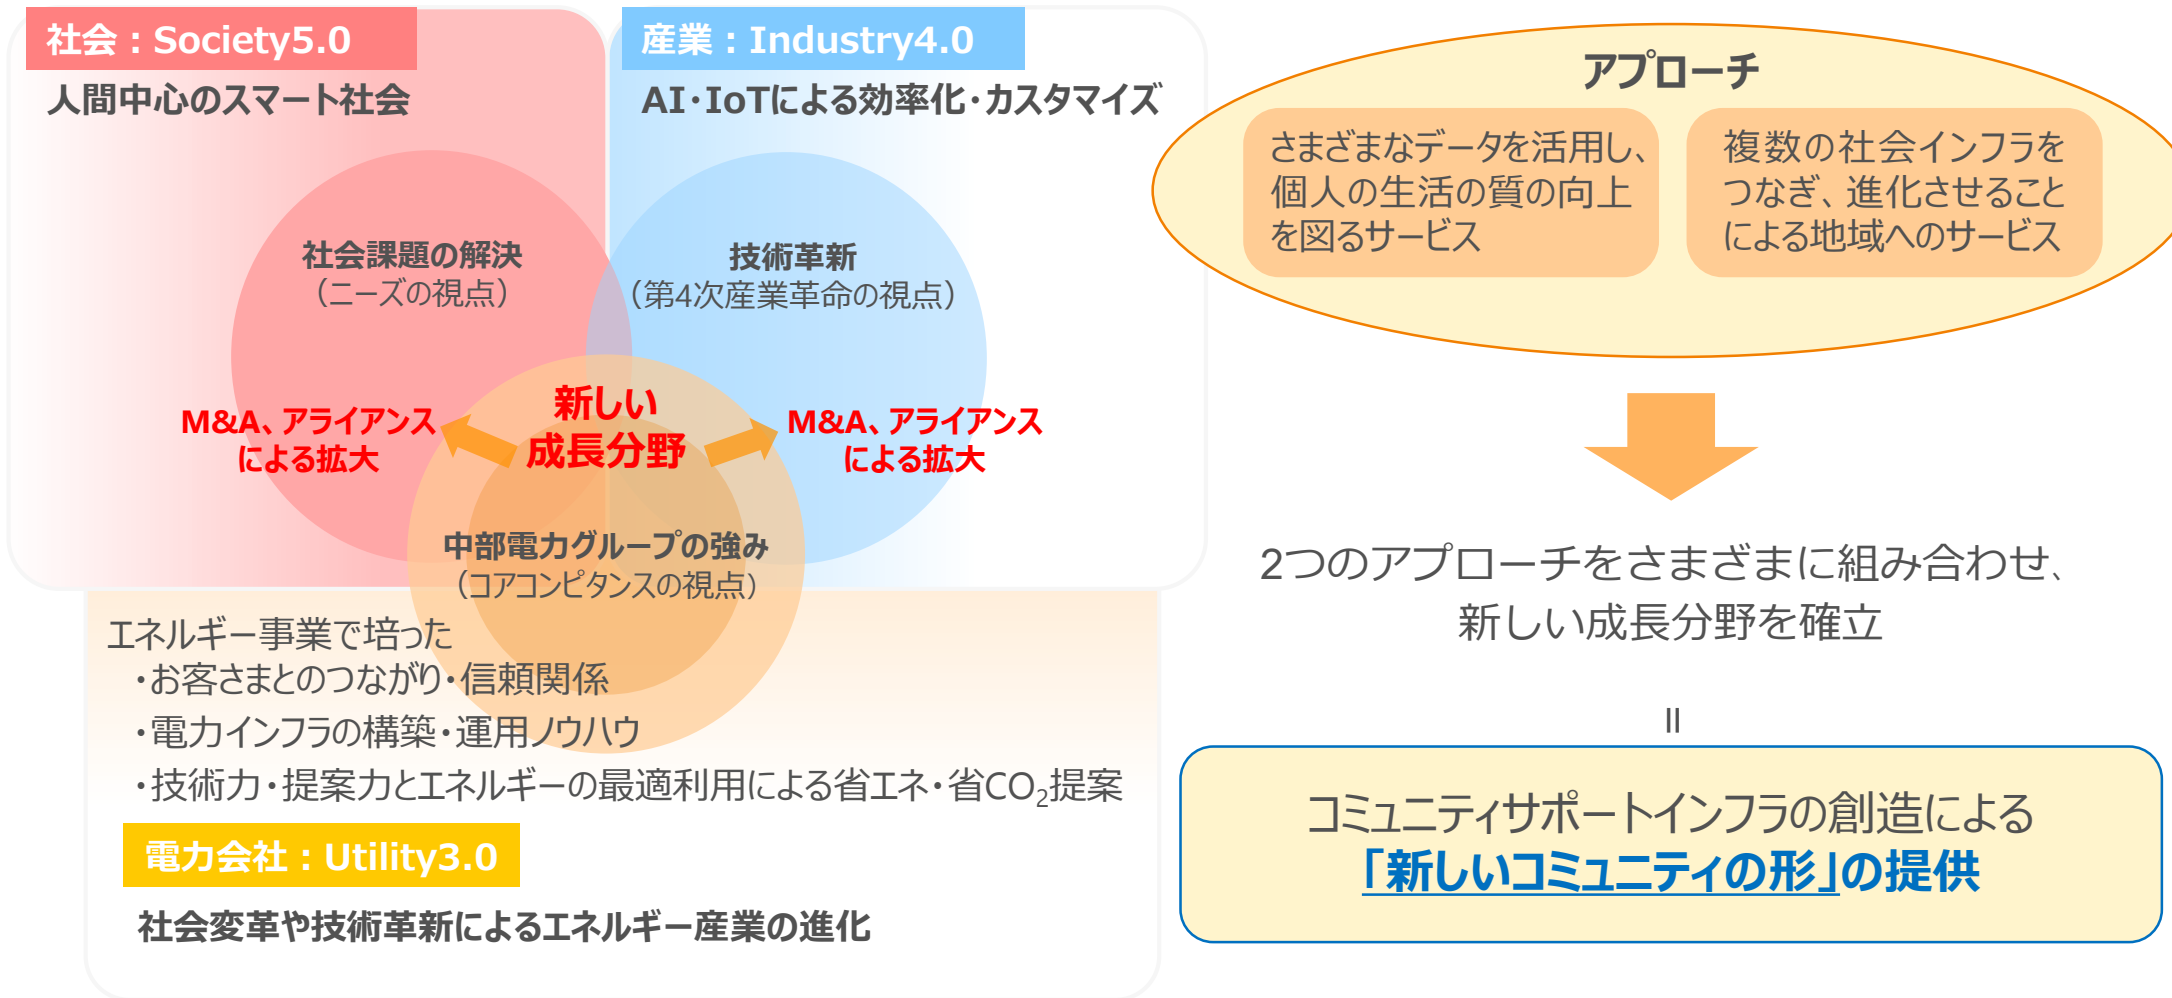 社会：Society5.0
人間中心のスマート社会
産業：Industry4.0
AI・IoTによる効率化・カスタマイズ
社会課題の解決
（ニーズの視点）
技術革新
（第4次産業革命の視点）
新しい
成長分野
M&A、アライアンス
による拡大
M&A、アライアンス
による拡大
中部電力グループの強み
（コアコンピタンスの視点）
エネルギー事業で培った
・お客さまとのつながり・信頼関係
・電力インフラの構築・運用ノウハウ
・技術力・提案力とエネルギーの最適利用による省エネ・省CO₂提案
電力会社：Utility3.0
社会変革や技術革新によるエネルギー産業の進化
アプローチ
さまざまなデータを活用し、
個人の生活の質の向上
を図るサービス
複数の社会インフラを
つなぎ、進化させること
による地域へのサービス
2つのアプローチをさまざまに組み合わせ、
新しい成長分野を確立
＝
コミュニティサポートインフラの創造による
「新しいコミュニティの形」の提供